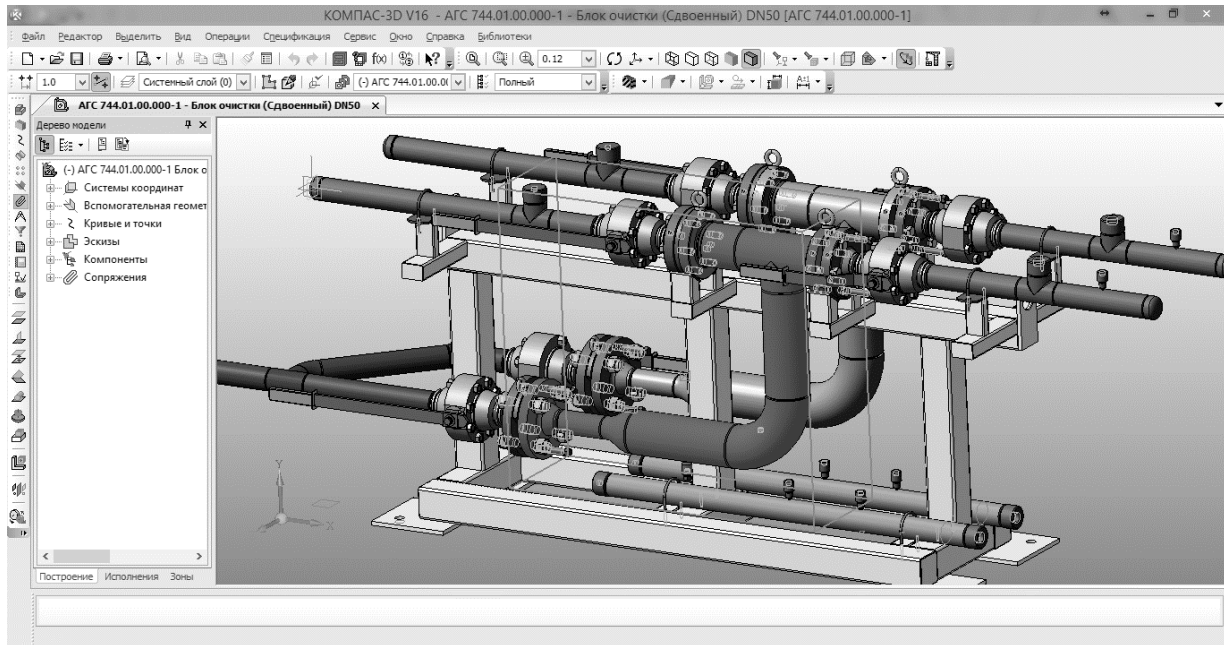 КОМПАС-3D V16 - АГС 744.01.00.000-1 - Блок очистки (Сдвоенный) DN50 [АГС 744.01.00.000-1]
Файл Редактор Выделить Вид Операции Спецификация Сервис Окно Справка Библиотеки
f(x) 0.12
1.0 Системный слой (0) (-) АГС 744.01.00.0( Полный
АГС 744.01.00.000-1 - Блок очистки (Сдвоенный) DN50
Дерево модели
(-) АГС 744.01.00.000-1 Блок о
Системы координат
Вспомогательная геомет
Кривые и точки
Эскизы
Компоненты
Сопряжения
Y
X
Построение Исполнения Зоны